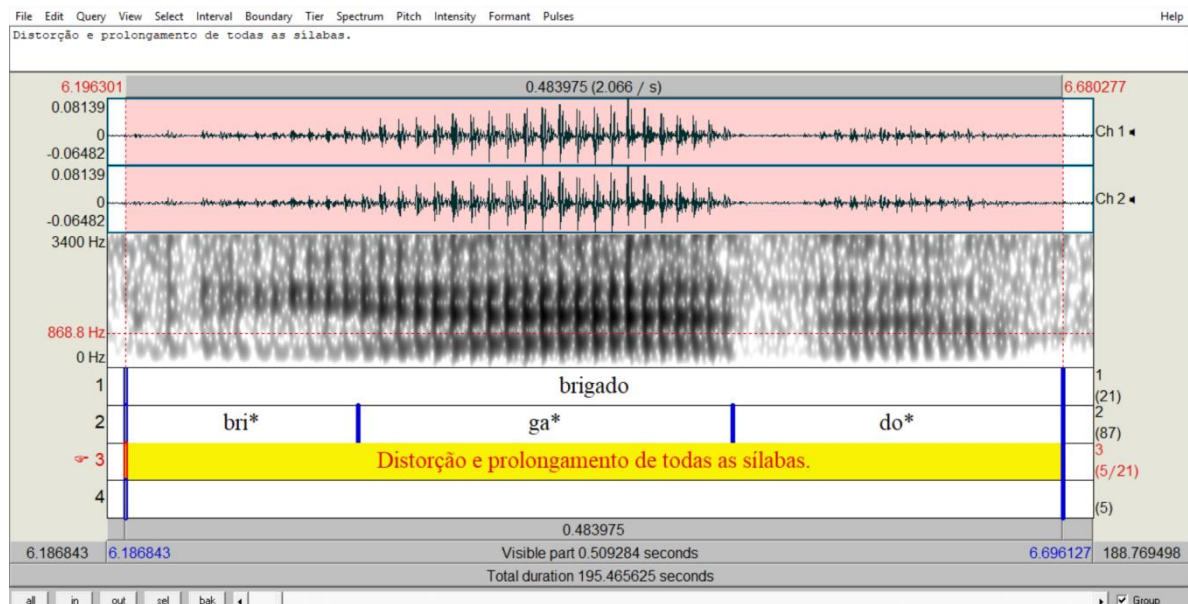 File Edit Query View Select Interval Boundary Tier Spectrum Pitch Intensity Formant Pulses Help
Distorção e prolongamento de todas as sílabas.
6.196301 0.483975 (2.066 / s) 6.680277
0.08139
0 Ch 1
-0.06482
0.08139
0 Ch 2
-0.06482
3400 Hz
868.8 Hz
0 Hz
1 brigado 1
(21)
2 bri* ga* do* 2
(87)
3 Distorção e prolongamento de todas as sílabas. 3
(5/21)
4
(5)
0.483975
6.186843 6.186843 Visible part 0.509284 seconds 6.696127 188.769498
Total duration 195.465625 seconds
all in out sel bak Group